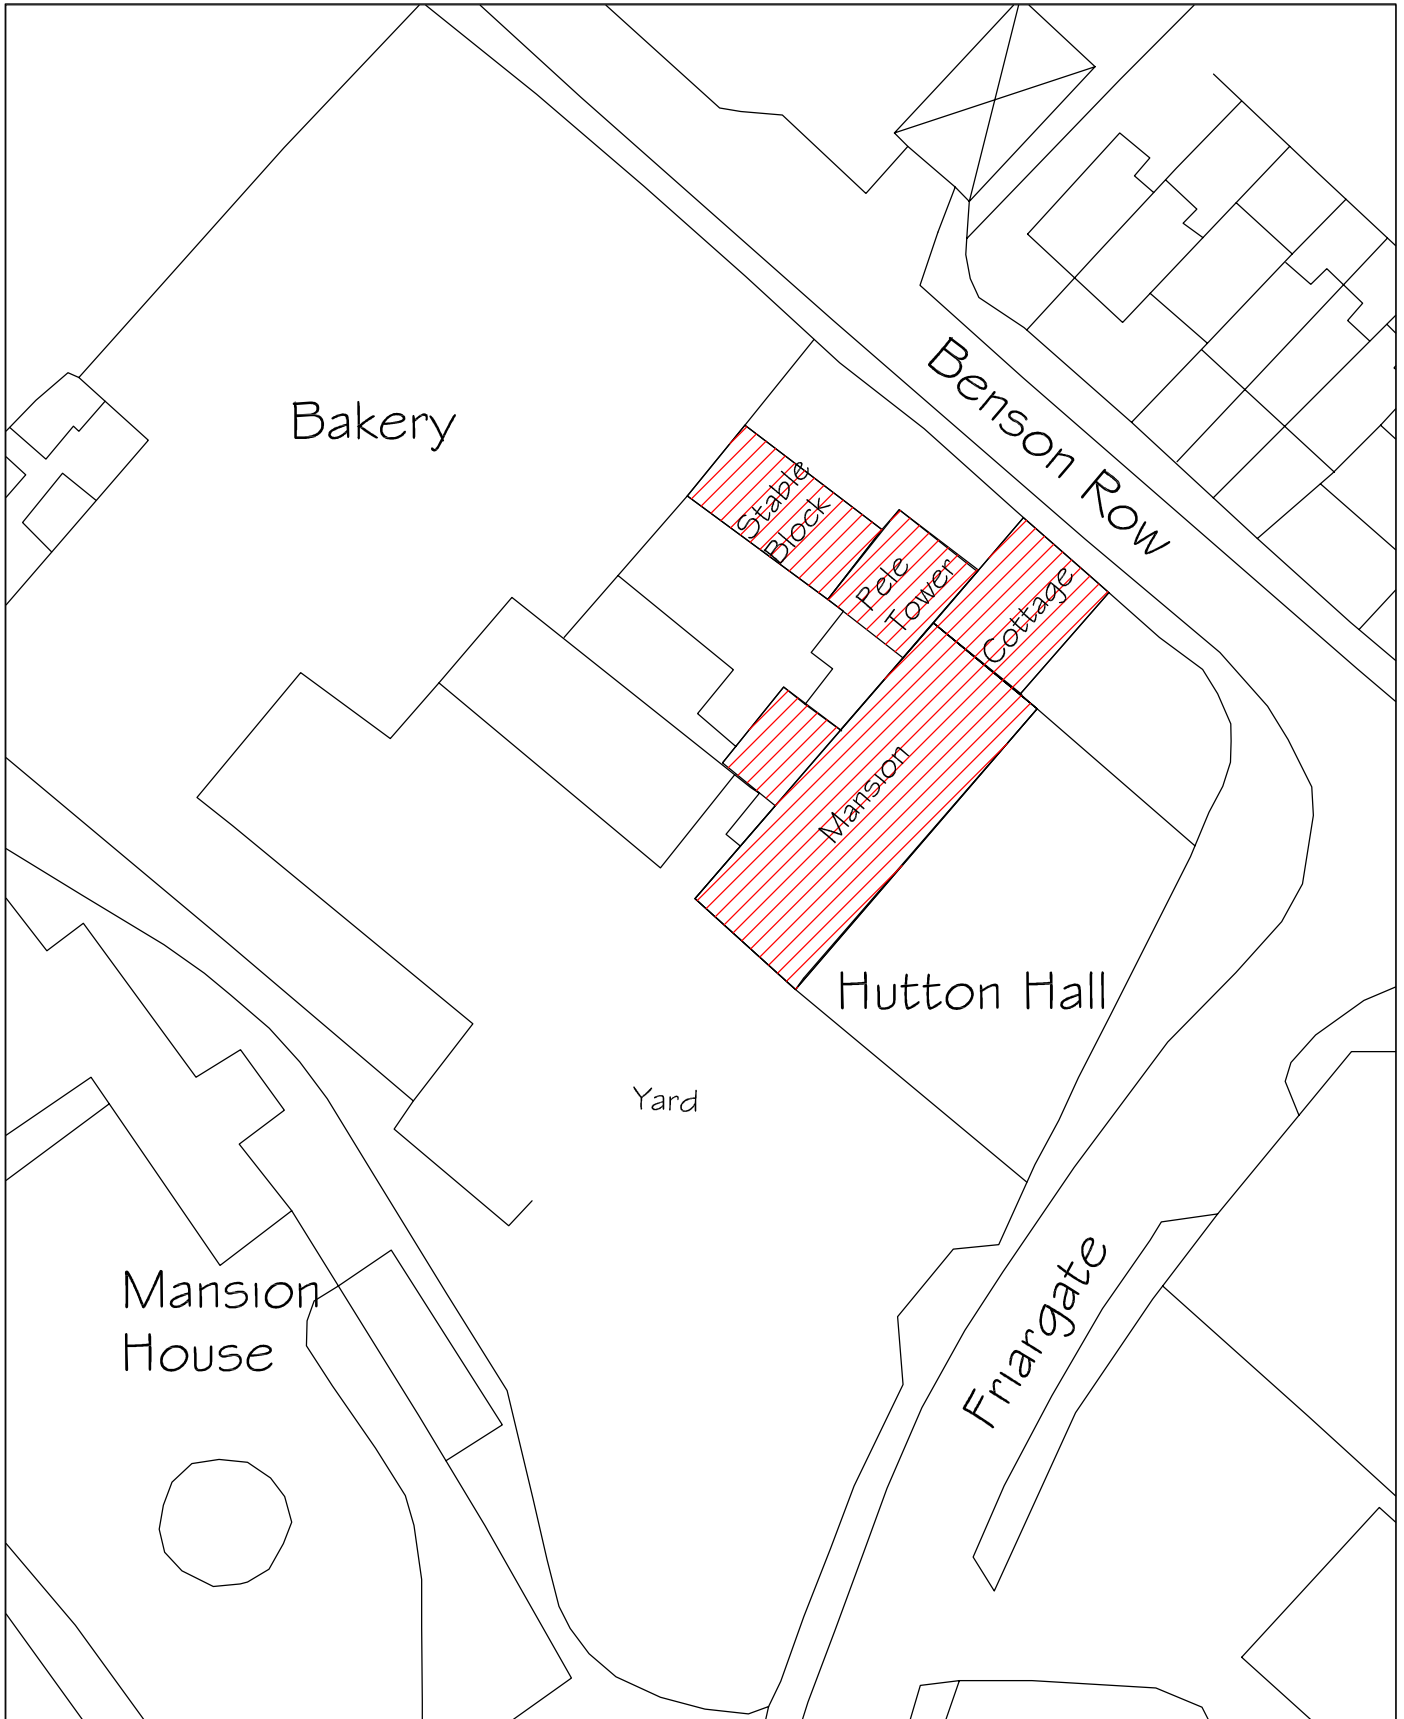 Benson Row
Bakery
Stable
Block
Pele
Tower
Cottage
Mansion
Hutton Hall
Yard
Mansion
House
Friargate